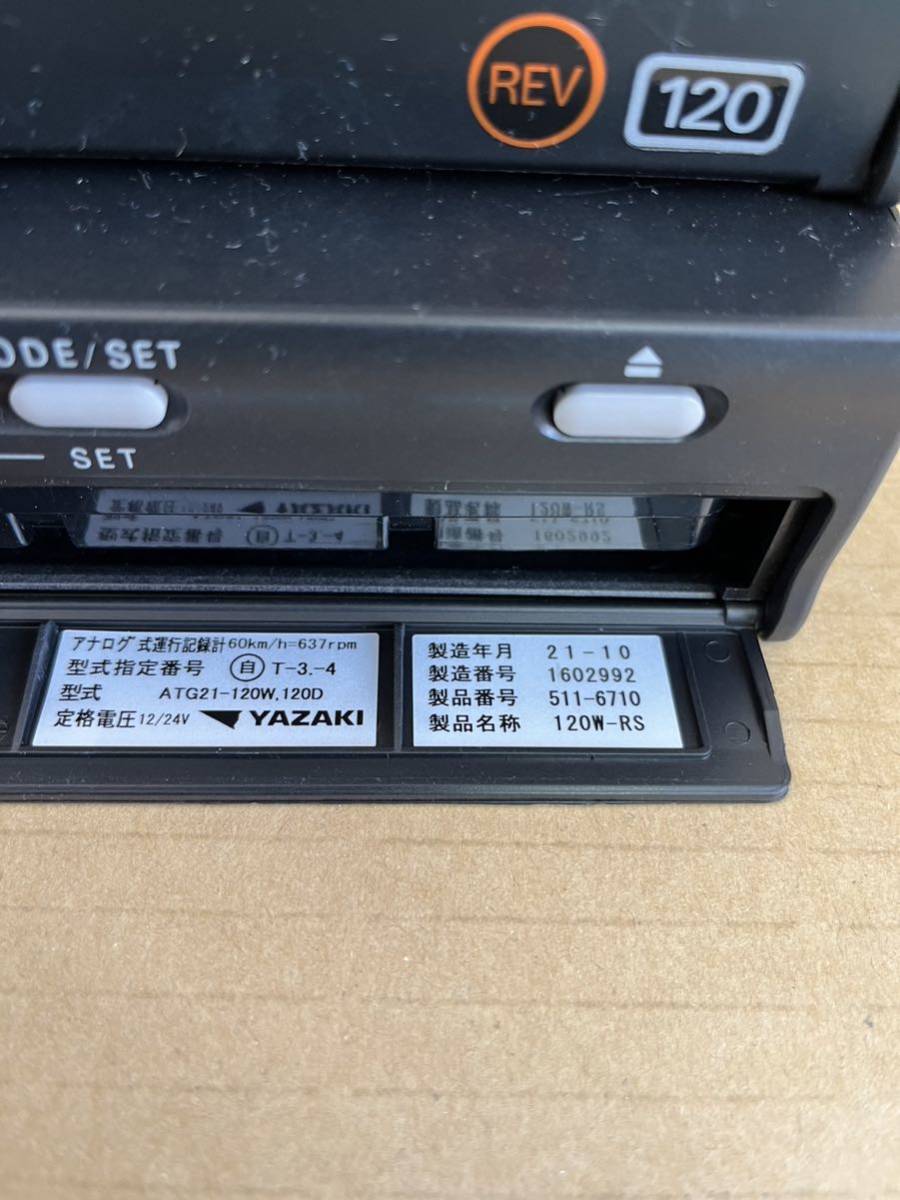 REV
120
ODE/SET
SET
アナログ式運行記録計60km/h=637rpm
型式指定番号 自 T-3.-4
型式 ATG21-120W,120D
定格電圧12/24V YAZAKI
製造年月 21-10
製造番号 1602992
製品番号 511-6710
製品名称 120W-RS